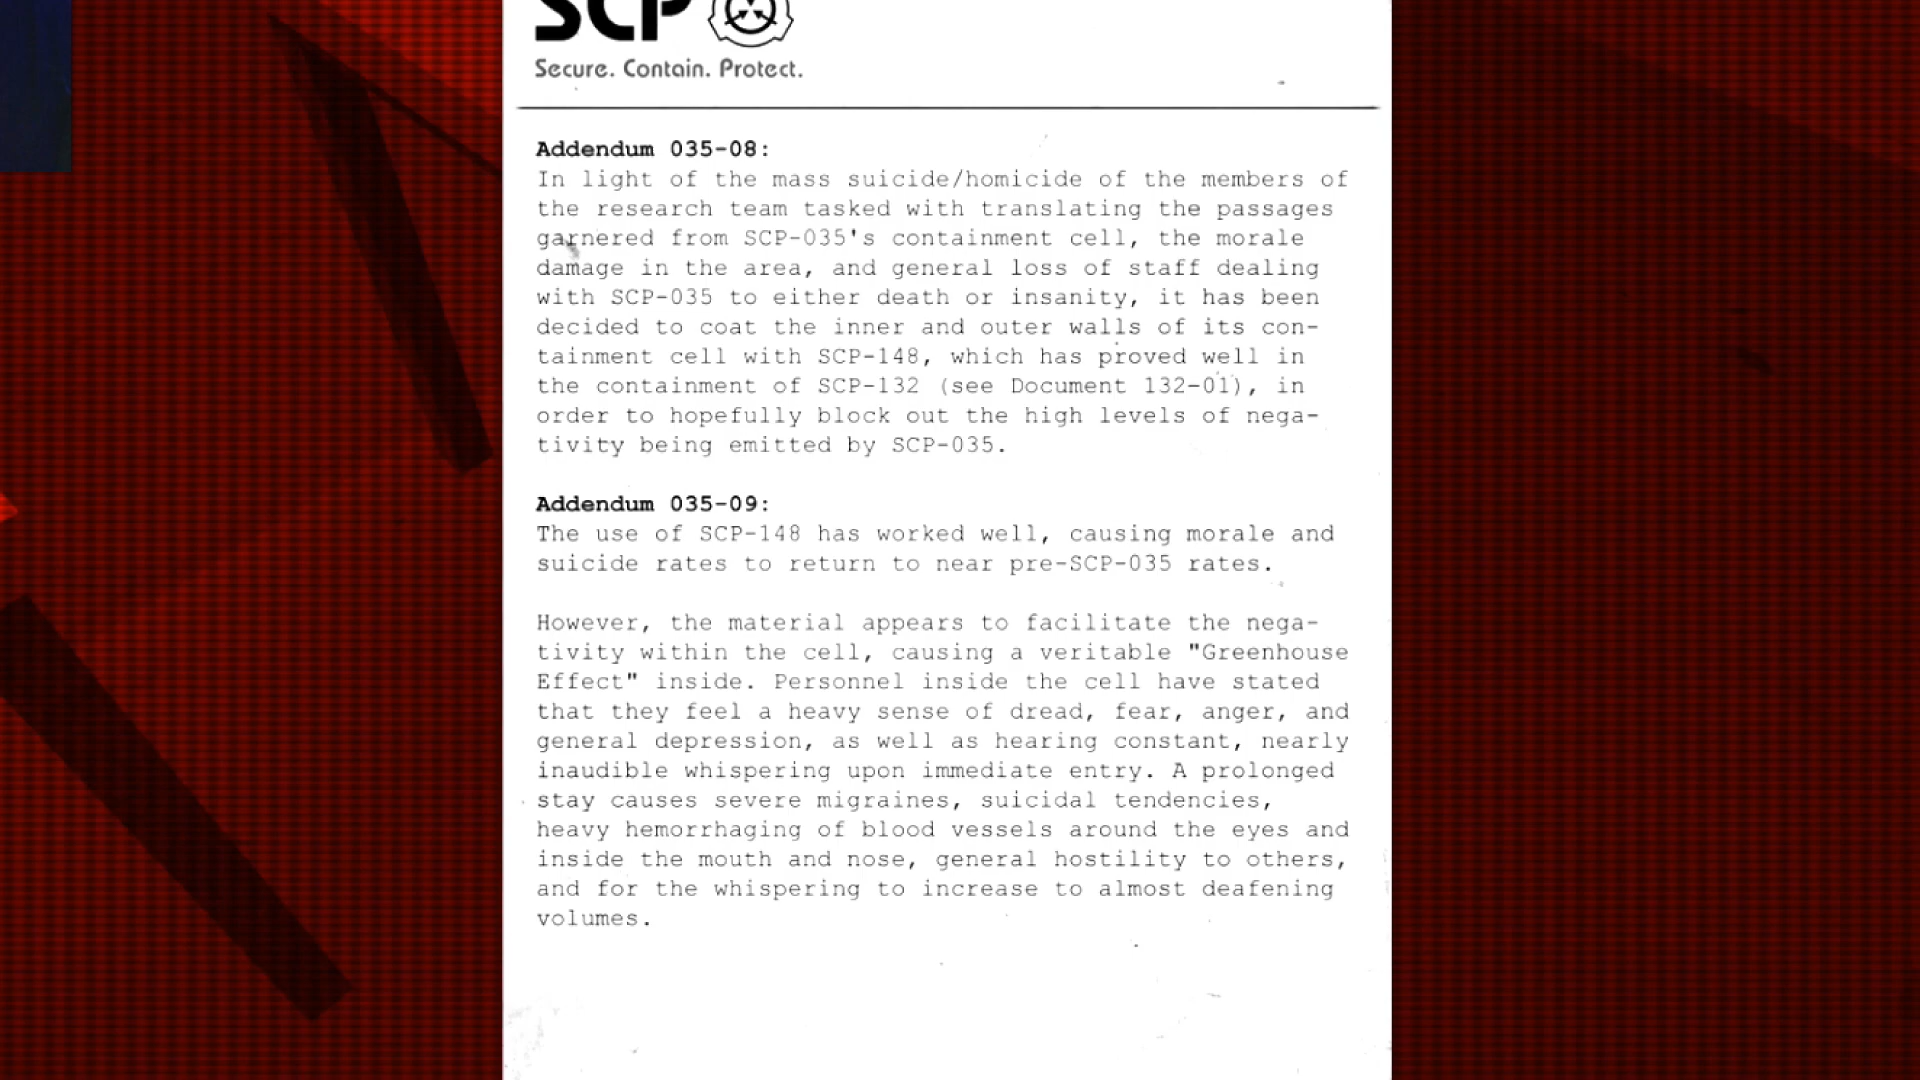 SCP
Secure. Contain. Protect.
Addendum 035-08:
In light of the mass suicide/homicide of the members of
the research team tasked with translating the passages
garnered from SCP-035's containment cell, the morale
damage in the area, and general loss of staff dealing
with SCP-035 to either death or insanity, it has been
decided to coat the inner and outer walls of its con-
tainment cell with SCP-148, which has proved well in
the containment of SCP-132 (see Document 132-01), in
order to hopefully block out the high levels of nega-
tivity being emitted by SCP-035.
Addendum 035-09:
The use of SCP-148 has worked well, causing morale and
suicide rates to return to near pre-SCP-035 rates.
However, the material appears to facilitate the nega-
tivity within the cell, causing a veritable "Greenhouse
Effect" inside. Personnel inside the cell have stated
that they feel a heavy sense of dread, fear, anger, and
general depression, as well as hearing constant, nearly
inaudible whispering upon immediate entry. A prolonged
stay causes severe migraines, suicidal tendencies,
heavy hemorrhaging of blood vessels around the eyes and
inside the mouth and nose, general hostility to others,
and for the whispering to increase to almost deafening
volumes.